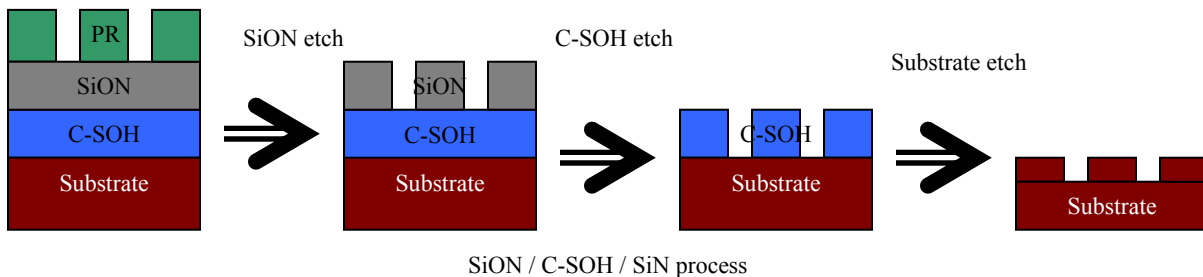 PR
SiON
C-SOH
Substrate
SiON etch
SiON
C-SOH
Substrate
C-SOH etch
C-SOH
Substrate
Substrate etch
Substrate
SiON / C-SOH / SiN process